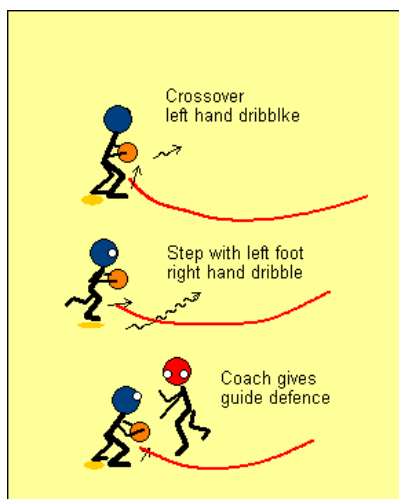 Crossover
left hand dribblke
Step with left foot
right hand dribble
Coach gives
guide defence